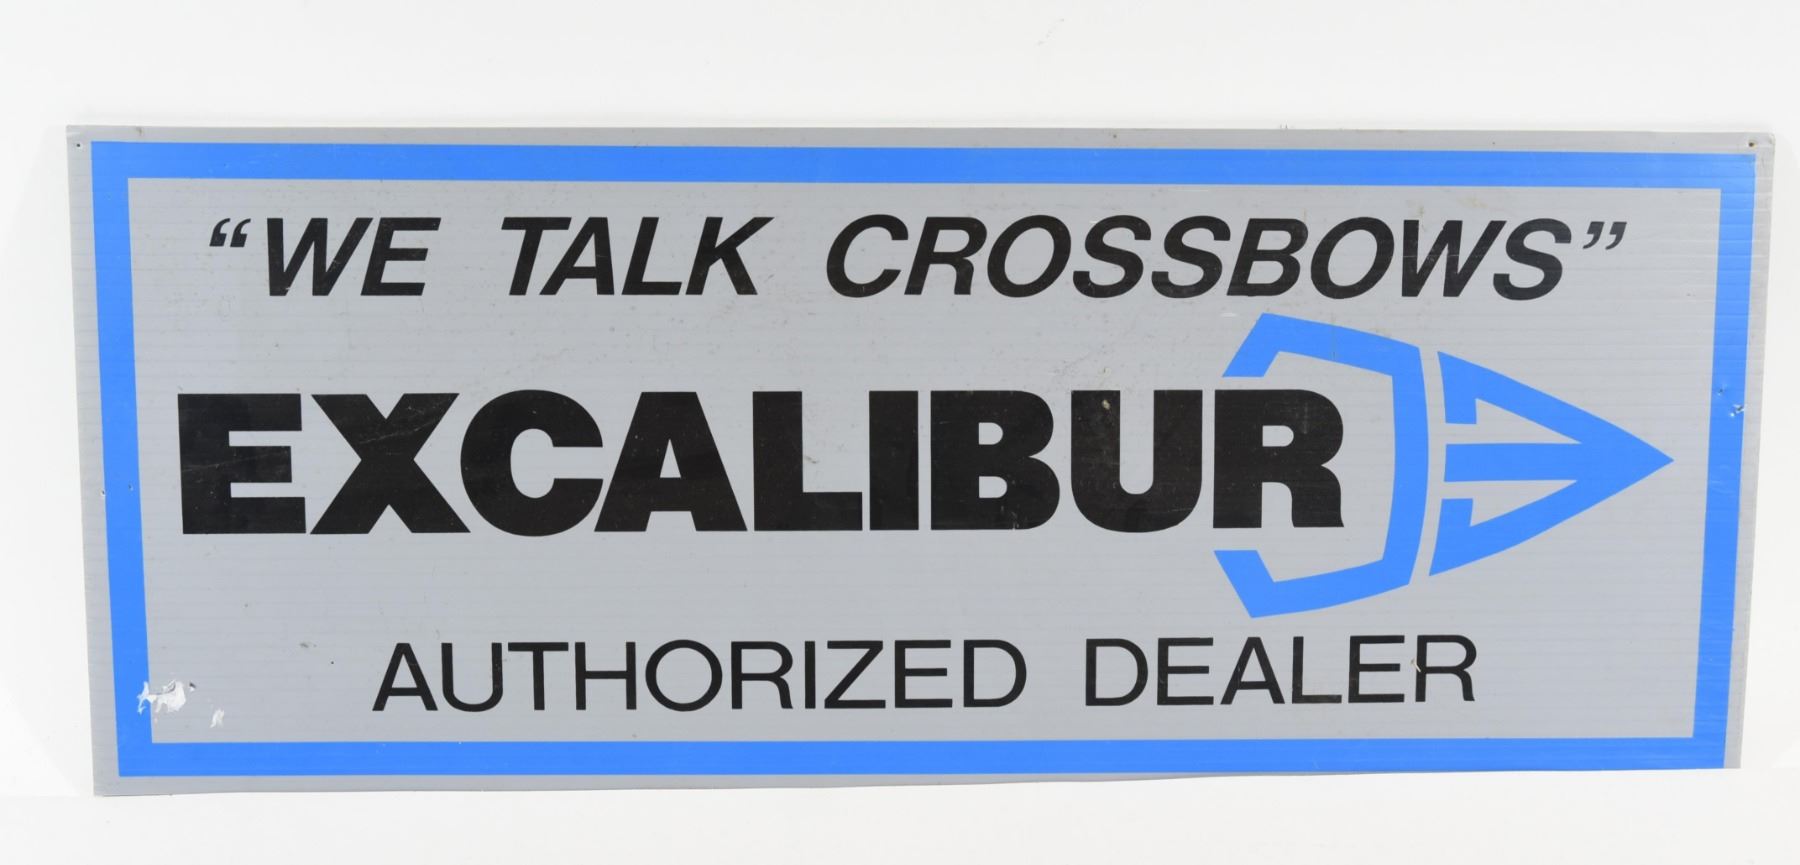 “WE TALK CROSSBOWS”
EXCALIBUR
AUTHORIZED DEALER